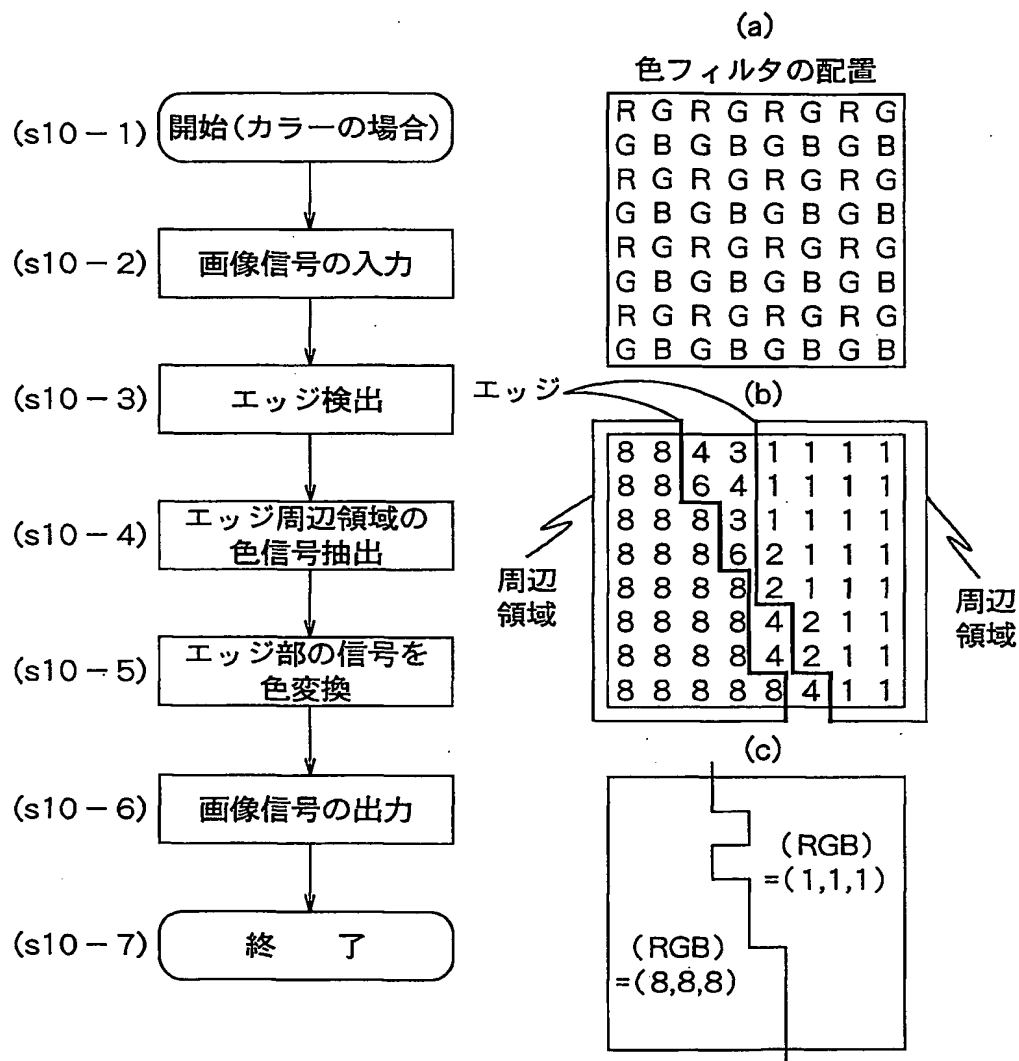 (s10-1)
開始(カラーの場合)
(s10-2)
画像信号の入力
(s10-3)
エッジ検出
(s10-4)
エッジ周辺領域の
色信号抽出
(s10-5)
エッジ部の信号を
色変換
(s10-6)
画像信号の出力
(s10-7)
終 了
(a)
色フィルタの配置
R G R G R G R G
G B G B G B G B
R G R G R G R G
G B G B G B G B
R G R G R G R G
G B G B G B G B
R G R G R G R G
G B G B G B G B
エッジ
(b)
8 8 4 3 1 1 1 1
8 8 6 4 1 1 1 1
8 8 8 3 1 1 1 1
8 8 8 6 2 1 1 1
8 8 8 8 2 1 1 1
8 8 8 8 4 2 1 1
8 8 8 8 4 2 1 1
8 8 8 8 8 4 1 1
周辺
領域
周辺
領域
(c)
(RGB)
=(1,1,1)
(RGB)
=(8,8,8)